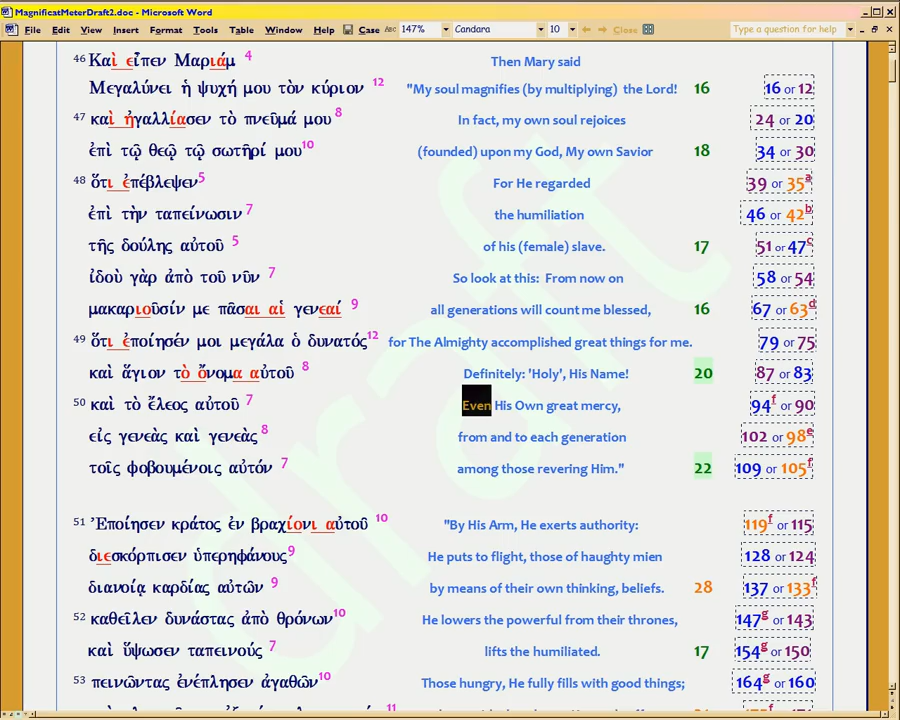 MagnificatMeterDraft2.doc - Microsoft Word
File Edit View Insert Format Tools Table Window Help Case 147% Candara 10 Close Type a question for help
46 Καὶ εἶπεν Μαριάμ 4 Then Mary said
Μεγαλύνει ἡ ψυχή μου τὸν κύριον 12 "My soul magnifies (by multiplying) the Lord! 16 16 or 12
47 καὶ ἠγαλλίασεν τὸ πνεῦμά μου 8 In fact, my own soul rejoices 24 or 20
ἐπὶ τῷ θεῷ τῷ σωτῆρί μου 10 (founded) upon my God, My own Savior 18 34 or 30
48 ὅτι ἐπέβλεψεν 5 For He regarded 39 or 35a
ἐπὶ τὴν ταπείνωσιν 7 the humiliation 46 or 42b
τῆς δούλης αὐτοῦ 5 of his (female) slave. 17 51 or 47c
ἰδοὺ γὰρ ἀπὸ τοῦ νῦν 7 So look at this: From now on 58 or 54
μακαριοῦσίν με πᾶσαι αἱ γενεαί 9 all generations will count me blessed, 16 67 or 63d
49 ὅτι ἐποίησέν μοι μεγάλα ὁ δυνατός 12 for The Almighty accomplished great things for me. 79 or 75
καὶ ἅγιον τὸ ὄνομα αὐτοῦ 8 Definitely: 'Holy', His Name! 20 87 or 83
50 καὶ τὸ ἔλεος αὐτοῦ 7 Even His Own great mercy, 94f or 90
εἰς γενεὰς καὶ γενεὰς 8 from and to each generation 102 or 98e
τοῖς φοβουμένοις αὐτόν 7 among those revering Him." 22 109 or 105f
51 Ἐποίησεν κράτος ἐν βραχίονι αὐτοῦ 10 "By His Arm, He exerts authority: 119f or 115
διεσκόρπισεν ὑπερηφάνους 9 He puts to flight, those of haughty mien 128 or 124
διανοίᾳ καρδίας αὐτῶν 9 by means of their own thinking, beliefs. 28 137 or 133f
52 καθεῖλεν δυνάστας ἀπὸ θρόνων 10 He lowers the powerful from their thrones, 147g or 143
καὶ ὕψωσεν ταπεινούς 7 lifts the humiliated. 17 154g or 150
53 πεινῶντας ἐνέπλησεν ἀγαθῶν 10 Those hungry, He fully fills with good things; 164g or 160
draft